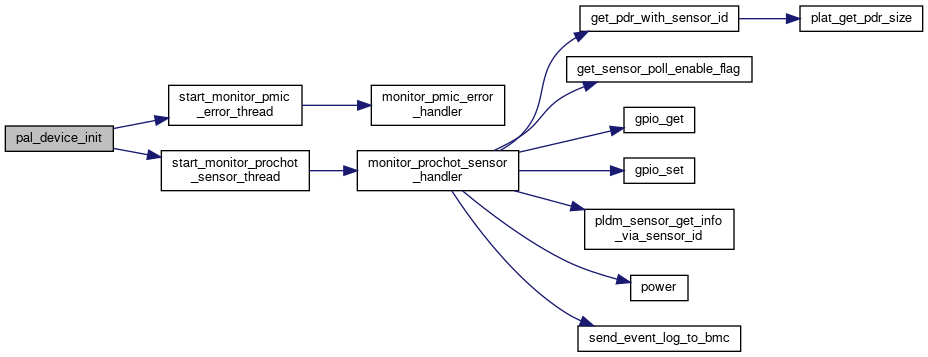 pal_device_init
start_monitor_pmic
_error_thread
start_monitor_prochot
_sensor_thread
monitor_pmic_error
_handler
monitor_prochot_sensor
_handler
get_pdr_with_sensor_id
plat_get_pdr_size
get_sensor_poll_enable_flag
gpio_get
gpio_set
pldm_sensor_get_info
_via_sensor_id
power
send_event_log_to_bmc